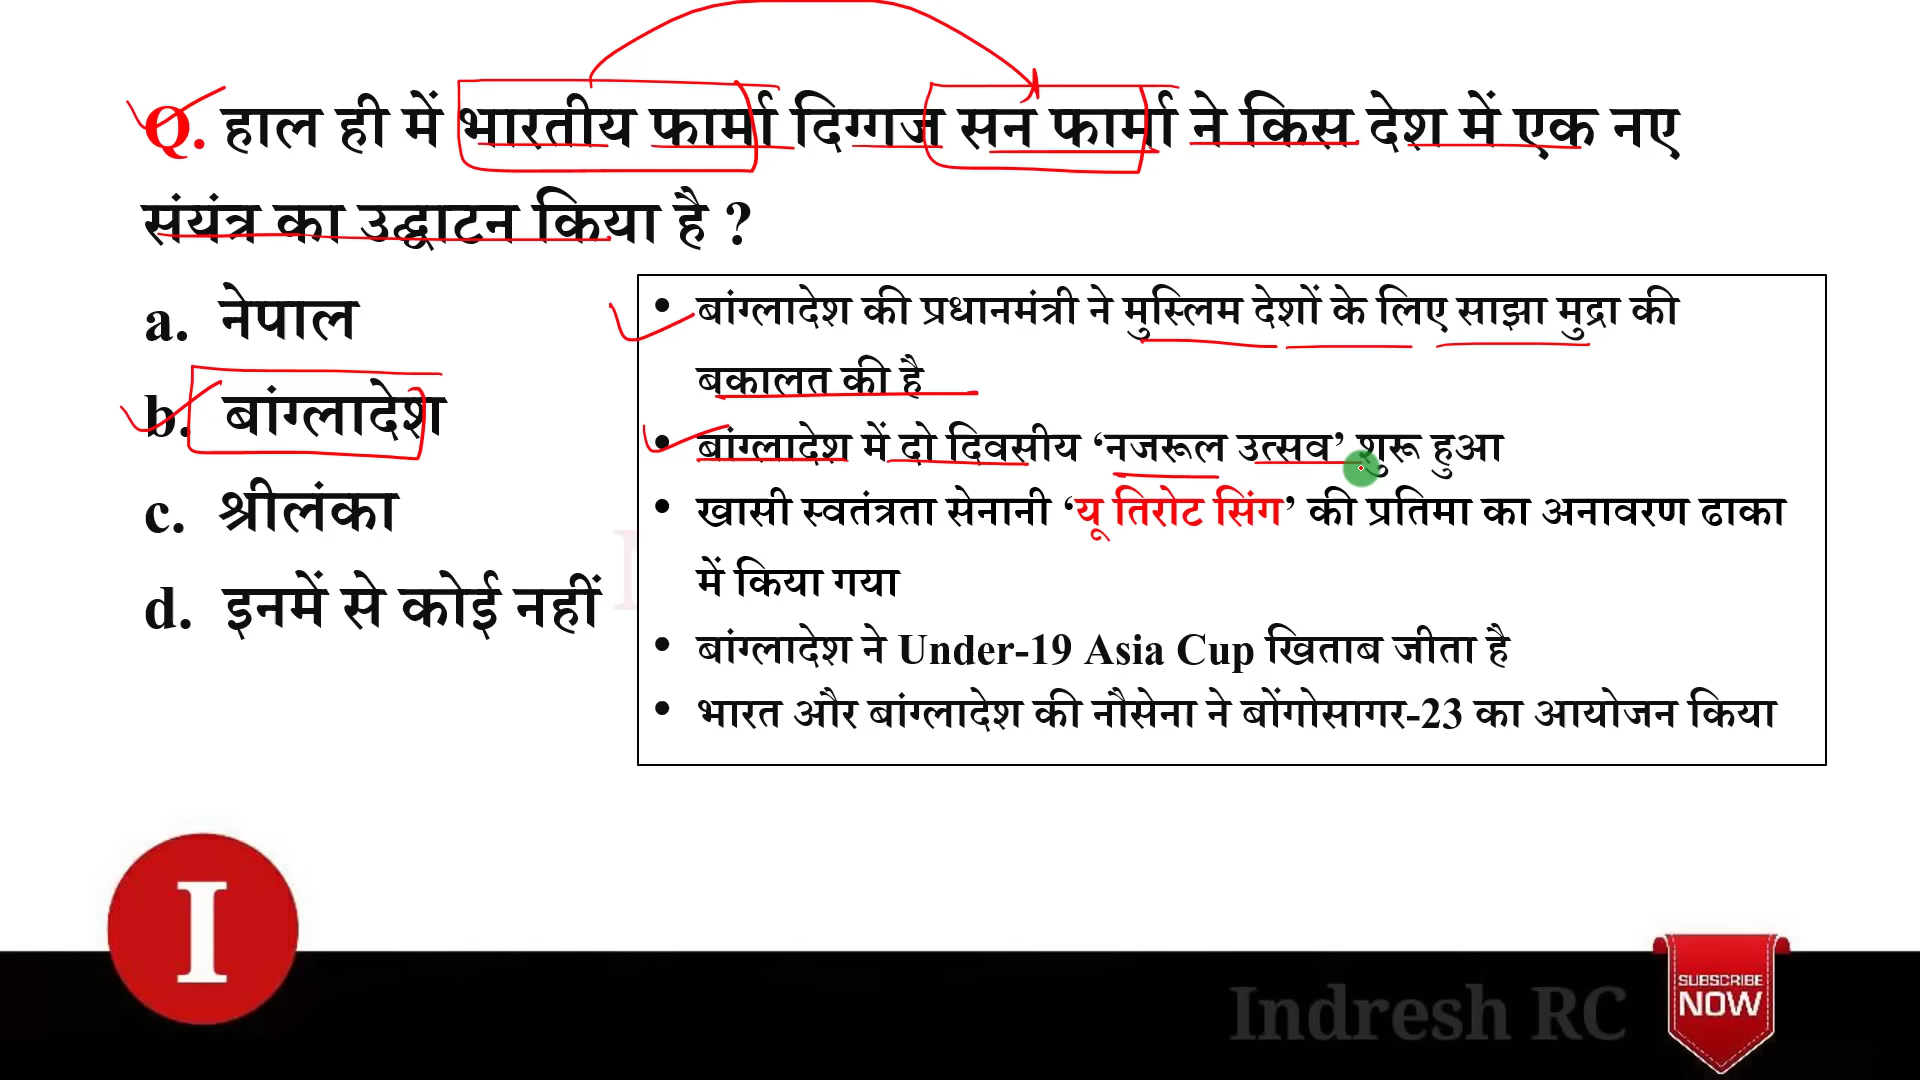 Q. हाल ही में भारतीय फार्मा दिग्गज सन फार्मा ने किस देश में एक नए
संयंत्र का उद्घाटन किया है ?
a. नेपाल
b. बांग्लादेश
c. श्रीलंका
d. इनमें से कोई नहीं
• बांग्लादेश की प्रधानमंत्री ने मुस्लिम देशों के लिए साझा मुद्रा की
बकालत की है
• बांग्लादेश में दो दिवसीय ‘नजरूल उत्सव’ शुरू हुआ
• खासी स्वतंत्रता सेनानी ‘यू तिरोट सिंग’ की प्रतिमा का अनावरण ढाका
में किया गया
• बांग्लादेश ने Under-19 Asia Cup खिताब जीता है
• भारत और बांग्लादेश की नौसेना ने बोंगोसागर-23 का आयोजन किया
I
Indresh RC
SUBSCRIBE
NOW